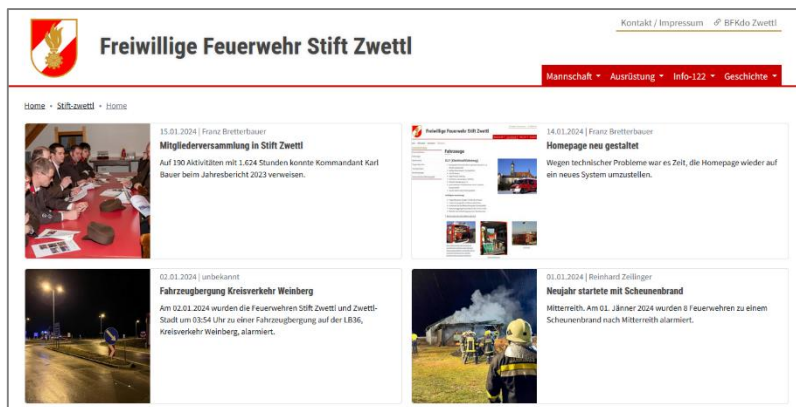 Kontakt / Impressum BFKdo Zwettl
Freiwillige Feuerwehr Stift Zwettl
Mannschaft Ausrüstung Info-122 Geschichte
Home • Stift-zwettl • Home
15.01.2024 | Franz Bretterbauer
Mitgliederversammlung in Stift Zwettl
Auf 190 Aktivitäten mit 1.624 Stunden konnte Kommandant Karl
Bauer beim Jahresbericht 2023 verweisen.
Freiwillige Feuerwehr Stift Zwettl
Fahrzeuge
14.01.2024 | Franz Bretterbauer
Homepage neu gestaltet
Wegen technischer Probleme war es Zeit, die Homepage wieder auf
ein neues System umzustellen.
02.01.2024 | unbekannt
Fahrzeugbergung Kreisverkehr Weinberg
Am 02.01.2024 wurden die Feuerwehren Stift Zwettl und Zwettl-
Stadt um 03:54 Uhr zu einer Fahrzeugbergung auf der LB36,
Kreisverkehr Weinberg, alarmiert.
01.01.2024 | Reinhard Zeilinger
Neujahr startete mit Scheunenbrand
Mitterreith. Am 01. Jänner 2024 wurden 8 Feuerwehren zu einem
Scheunenbrand nach Mitterreith alarmiert.